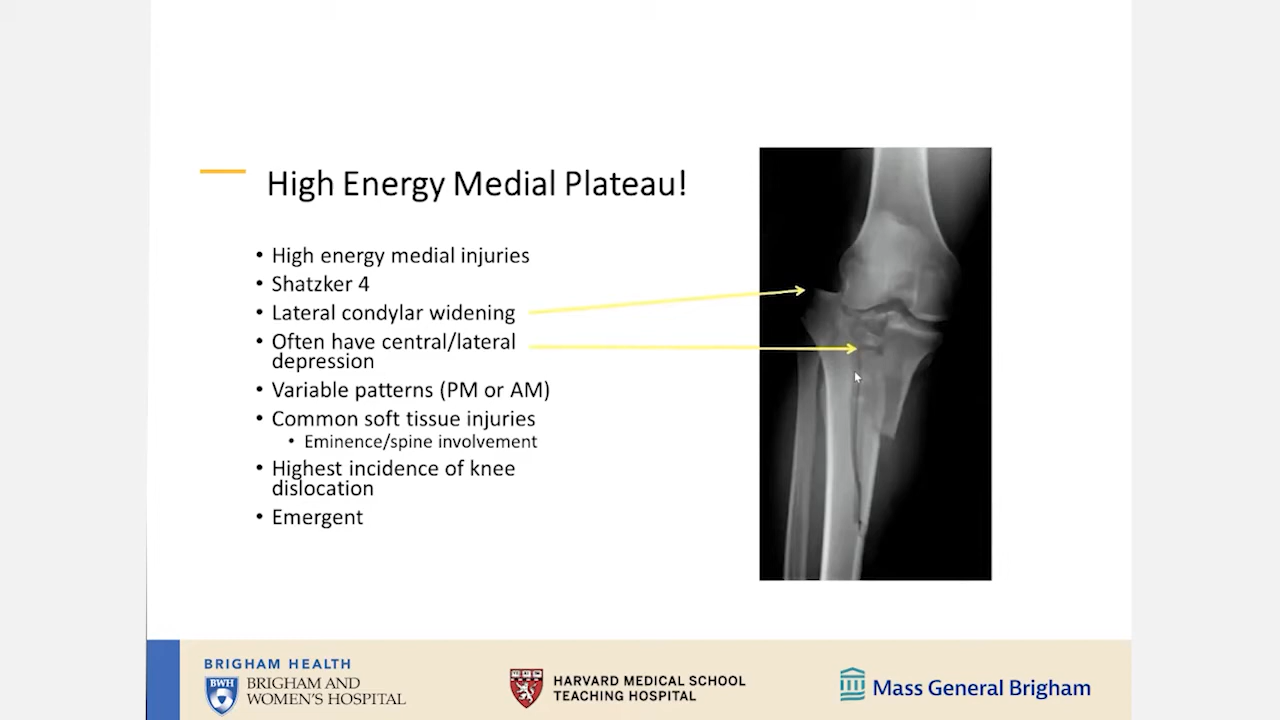 High Energy Medial Plateau!
• High energy medial injuries
• Shatzker 4
• Lateral condylar widening
• Often have central/lateral
depression
• Variable patterns (PM or AM)
• Common soft tissue injuries
• Eminence/spine involvement
• Highest incidence of knee
dislocation
• Emergent
BRIGHAM HEALTH
BWH
BRIGHAM AND
WOMEN'S HOSPITAL
HARVARD MEDICAL SCHOOL
TEACHING HOSPITAL
Mass General Brigham